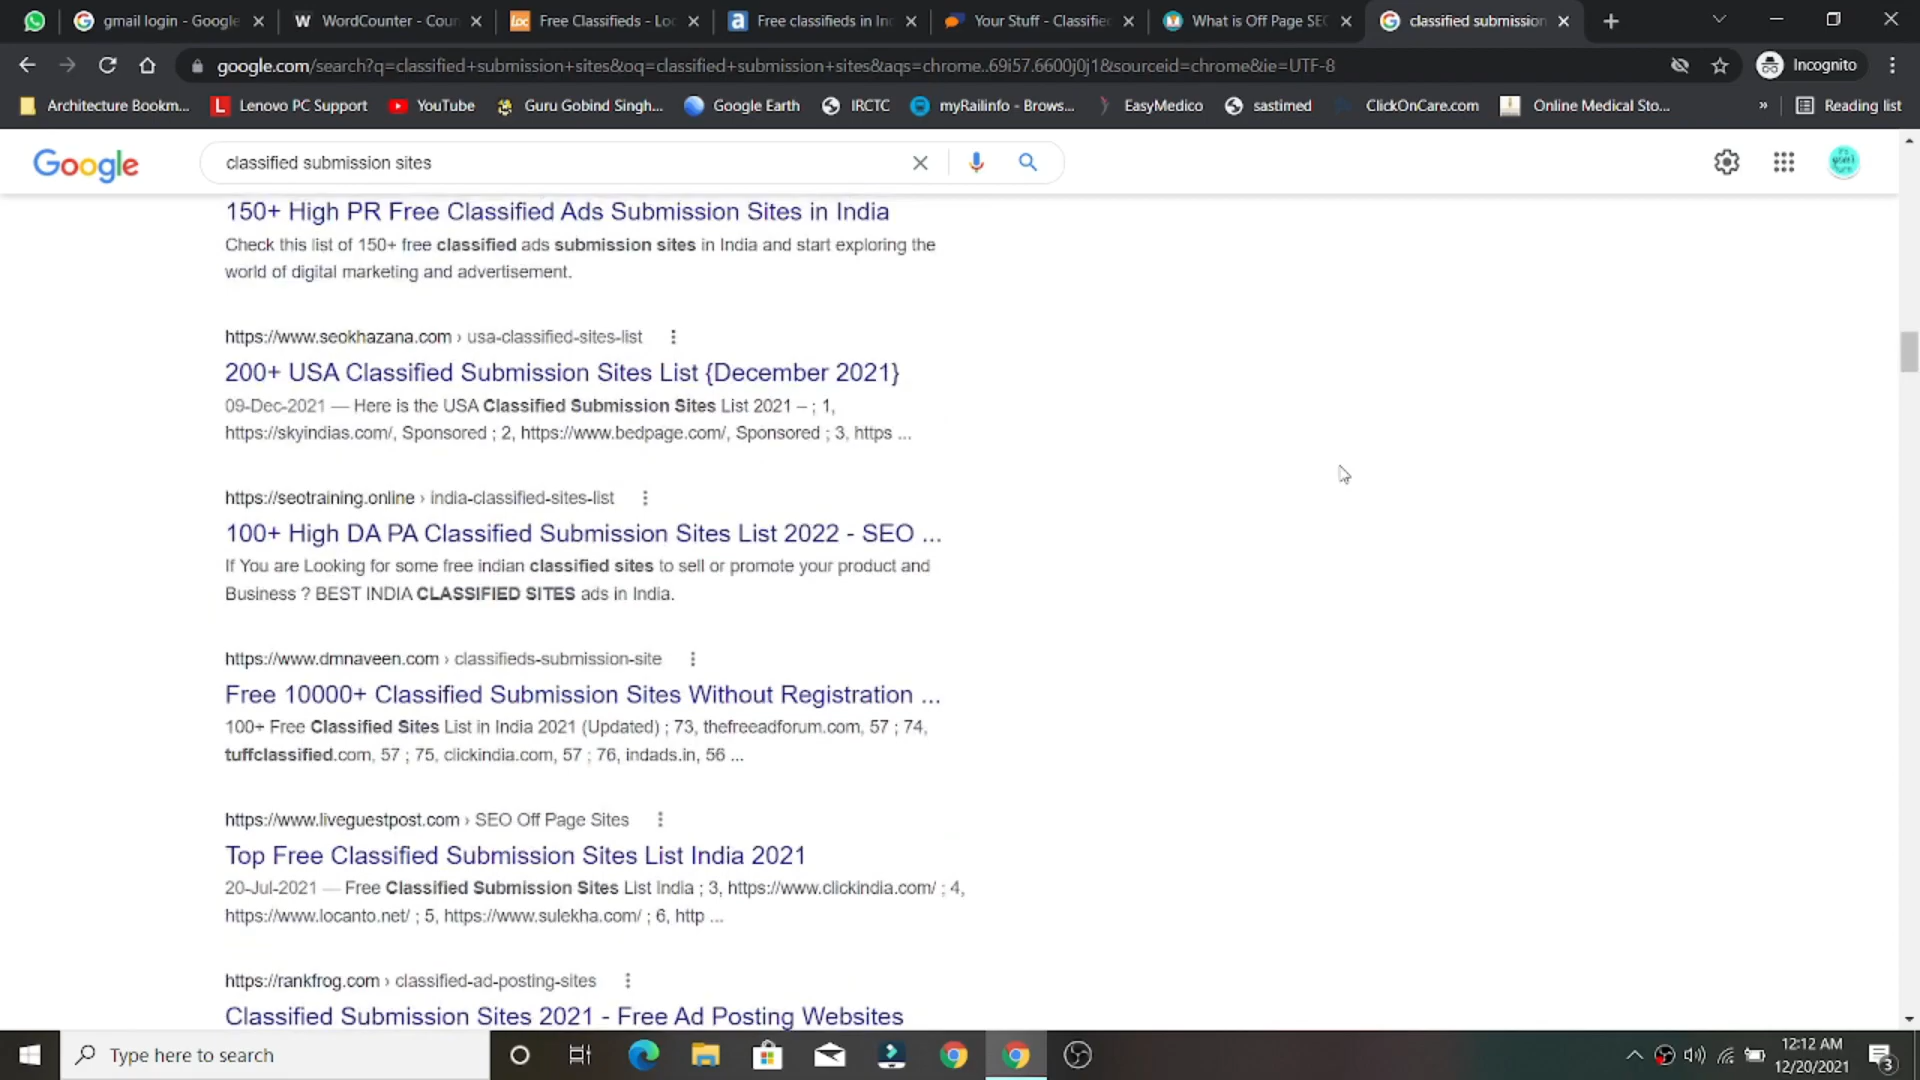 gmail login - Google
WordCounter - Coun
Loc
Free Classifieds - Loc
a
Free classifieds in Ind
Your Stuff - Classified
What is Off Page SEO
classified submission
google.com/search?q=classified+submission+sites&oq=classified+submission+sites&aqs=chrome..69i57.6600j0j1&sourceid=chrome&ie=UTF-8
Incognito
Architecture Bookm...
L
Lenovo PC Support
YouTube
Guru Gobind Singh...
Google Earth
IRCTC
myRailinfo - Brows...
EasyMedico
sastimed
ClickOnCare.com
Online Medical Sto...
»
Reading list
Google
classified submission sites
150+ High PR Free Classified Ads Submission Sites in India
Check this list of 150+ free classified ads submission sites in India and start exploring the
world of digital marketing and advertisement.
https://www.seokhazana.com › usa-classified-sites-list
200+ USA Classified Submission Sites List {December 2021}
09-Dec-2021 — Here is the USA Classified Submission Sites List 2021 – ; 1,
https://skyindias.com/, Sponsored ; 2, https://www.bedpage.com/, Sponsored ; 3, https ...
https://seotraining.online › india-classified-sites-list
100+ High DA PA Classified Submission Sites List 2022 - SEO ...
If You are Looking for some free indian classified sites to sell or promote your product and
Business ? BEST INDIA CLASSIFIED SITES ads in India.
https://www.dmnaveen.com › classifieds-submission-site
Free 10000+ Classified Submission Sites Without Registration ...
100+ Free Classified Sites List in India 2021 (Updated) ; 73, thefreeadforum.com, 57 ; 74,
tuffclassified.com, 57 ; 75, clickindia.com, 57 ; 76, indads.in, 56 ...
https://www.liveguestpost.com › SEO Off Page Sites
Top Free Classified Submission Sites List India 2021
20-Jul-2021 — Free Classified Submission Sites List India ; 3, https://www.clickindia.com/ ; 4,
https://www.locanto.net/ ; 5, https://www.sulekha.com/ ; 6, http ...
https://rankfrog.com › classified-ad-posting-sites
Classified Submission Sites 2021 - Free Ad Posting Websites
Type here to search
12:12 AM
12/20/2021
3